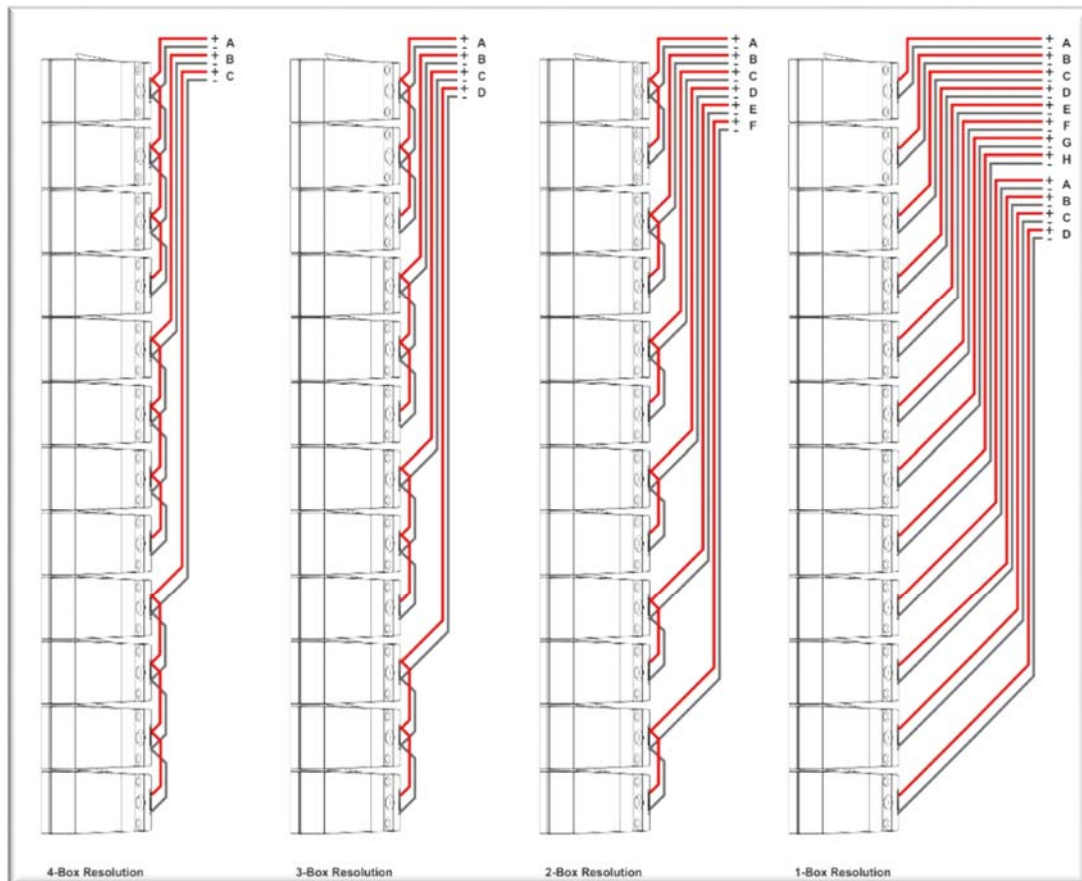 + A
-
+ B
-
+ C
-
4-Box Resolution
+ A
-
+ B
-
+ C
-
+ D
-
3-Box Resolution
+ A
-
+ B
-
+ C
-
+ D
-
+ E
-
+ F
-
2-Box Resolution
+ A
-
+ B
-
+ C
-
+ D
-
+ E
-
+ F
-
+ G
-
+ H
-
+ A
-
+ B
-
+ C
-
+ D
-
1-Box Resolution